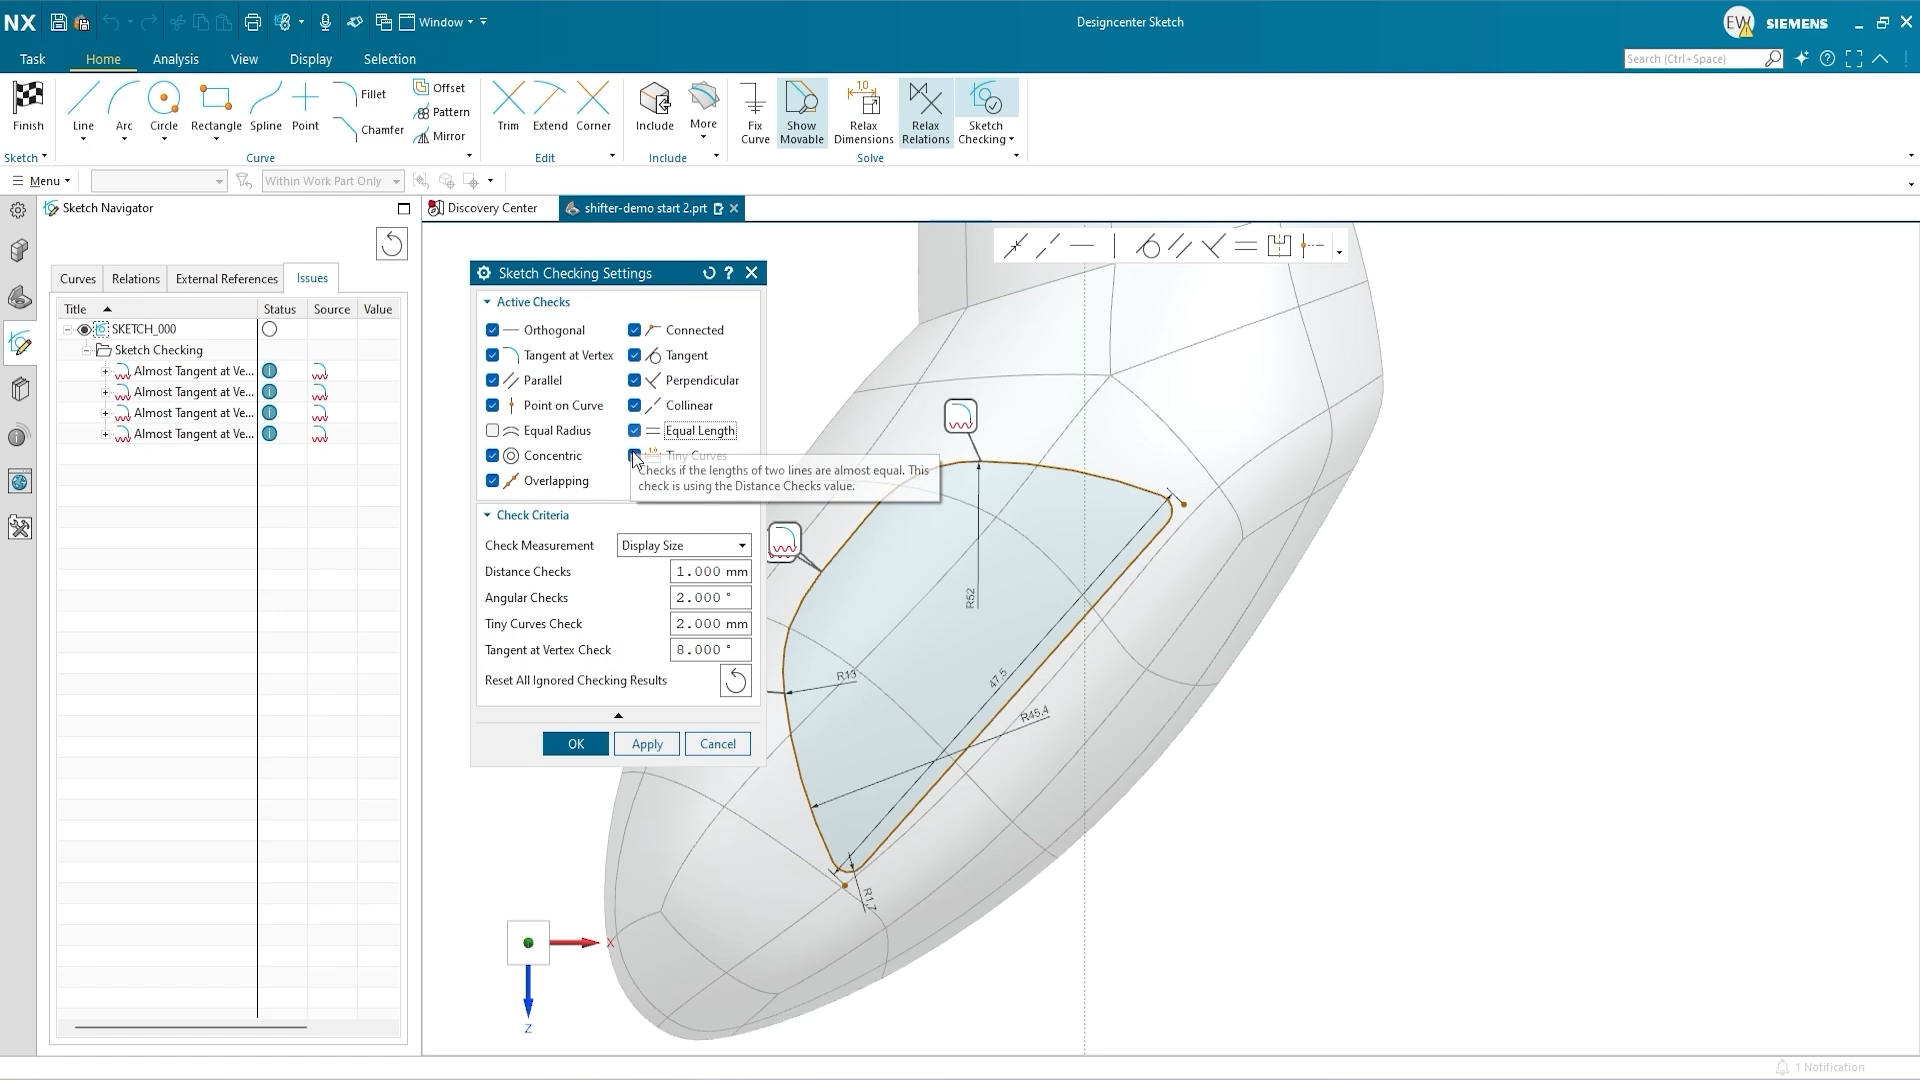 NX
Window
Designcenter Sketch
EW
SIEMENS
Task
Home
Analysis
View
Display
Selection
Search (Ctrl+Space)
Finish
Line
Arc
Circle
Rectangle
Spline
Point
Fillet
Chamfer
Offset
Pattern
Mirror
Trim
Extend
Corner
Include
More
Fix
Curve
Show
Movable
1,0
Relax
Dimensions
Relax
Relations
Sketch
Checking
Sketch
Curve
Edit
Include
Solve
Menu
Within Work Part Only
Sketch Navigator
Discovery Center
shifter-demo start 2.prt
Curves
Relations
External References
Issues
Title
Status
Source
Value
SKETCH_000
Sketch Checking
Almost Tangent at Ve...
Almost Tangent at Ve...
Almost Tangent at Ve...
Almost Tangent at Ve...
Sketch Checking Settings
Active Checks
Orthogonal
Connected
Tangent at Vertex
Tangent
Parallel
Perpendicular
Point on Curve
Collinear
Equal Radius
Equal Length
Concentric
1.0
Tiny Curves
Overlapping
Checks if the lengths of two lines are almost equal. This
check is using the Distance Checks value.
Check Criteria
Check Measurement
Display Size
Distance Checks
1.000 mm
Angular Checks
2.000 °
Tiny Curves Check
2.000 mm
Tangent at Vertex Check
8.000 °
Reset All Ignored Checking Results
OK
Apply
Cancel
R52
R13
47.5
R45.4
R1.7
X
Z
1 Notification